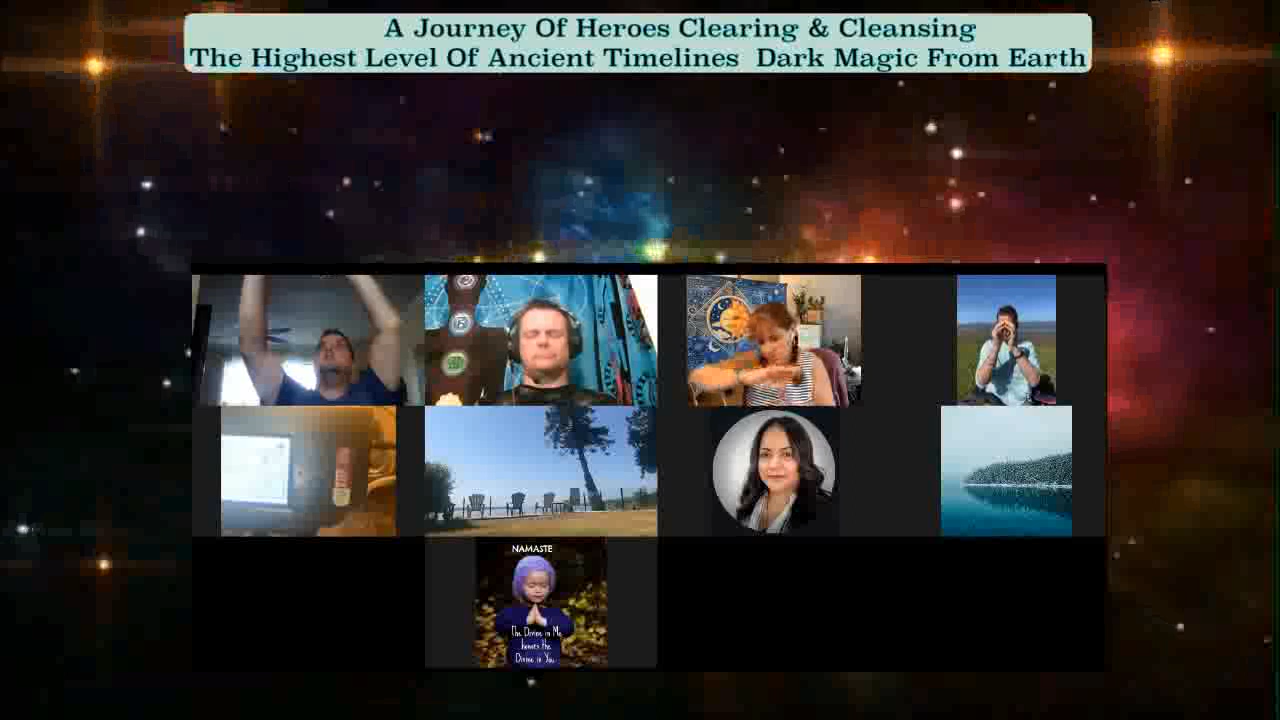 A Journey Of Heroes Clearing & Cleansing
The Highest Level Of Ancient Timelines Dark Magic From Earth
NAMASTE
The Divine in Me
honors the
Divine in You